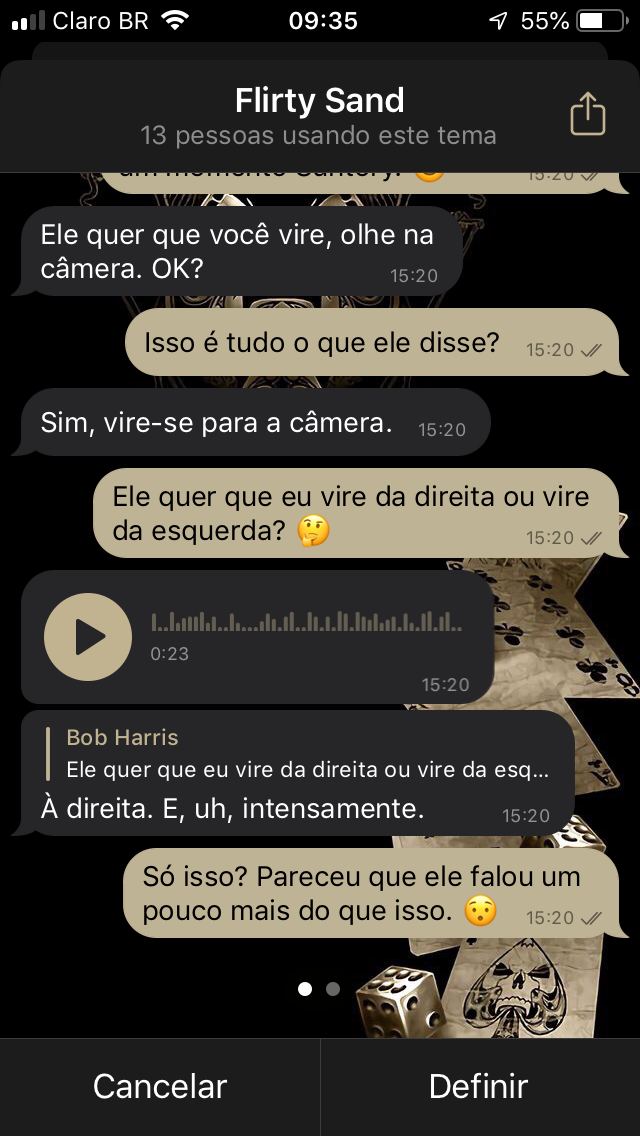 Claro BR
09:35
55%
Flirty Sand
13 pessoas usando este tema
um momento Santory.
15:20
Ele quer que você vire, olhe na
câmera. OK?
15:20
Isso é tudo o que ele disse?
15:20
Sim, vire-se para a câmera.
15:20
Ele quer que eu vire da direita ou vire
da esquerda? 🤔
15:20
0:23
15:20
Bob Harris
Ele quer que eu vire da direita ou vire da esq...
À direita. E, uh, intensamente.
15:20
Só isso? Pareceu que ele falou um
pouco mais do que isso. 😯
15:20
Cancelar
Definir